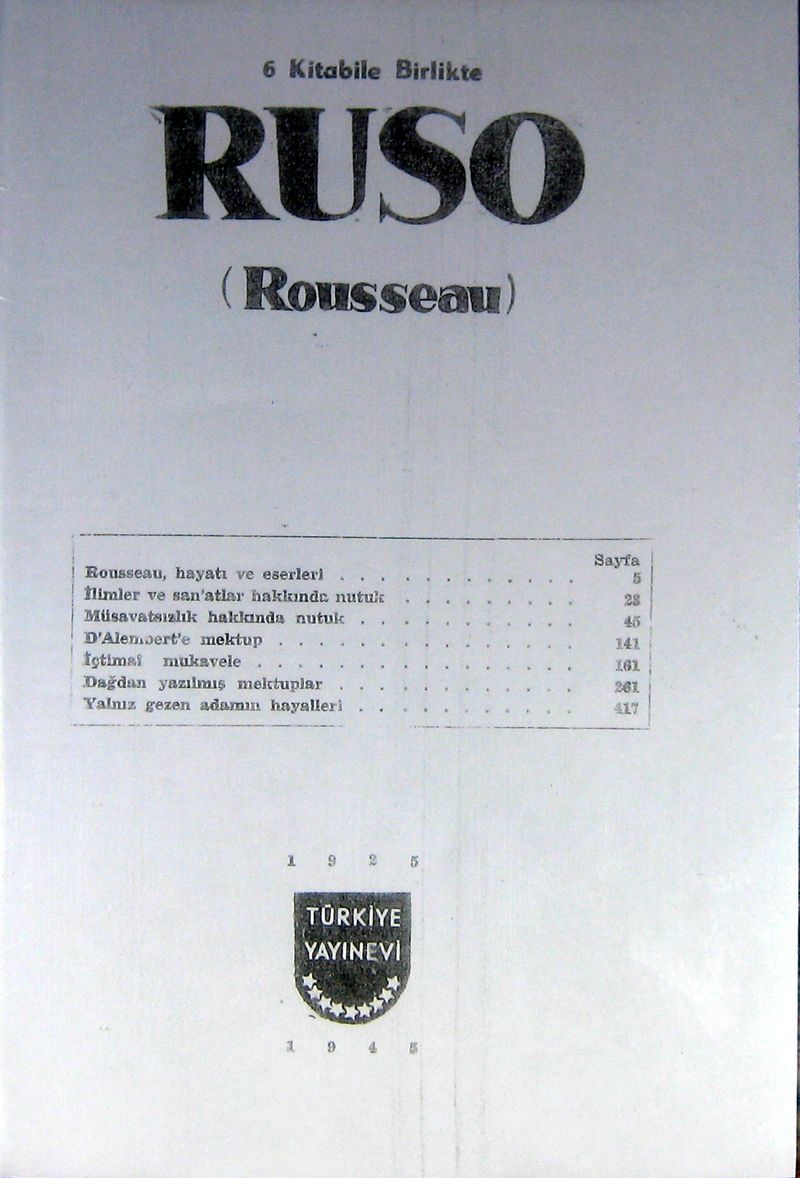 6 Kitabile Birlikte
RUSO
(Rousseau)
Sayfa
Rousseau, hayatı ve eserleri . . . . . . . . . . . . 5
İlimler ve san'atlar hakkında nutuk . . . . . . . . . 23
Müsavatsızlık hakkında nutuk . . . . . . . . . . . 45
D'Alembert'e mektup . . . . . . . . . . . . . . 141
İçtimaî mukavele . . . . . . . . . . . . . . . 161
Dağdan yazılmış mektuplar . . . . . . . . . . . . 261
Yalnız gezen adamın hayalleri . . . . . . . . . . . 417
1 9 2 5
TÜRKİYE
YAYINEVİ
1 9 4 5